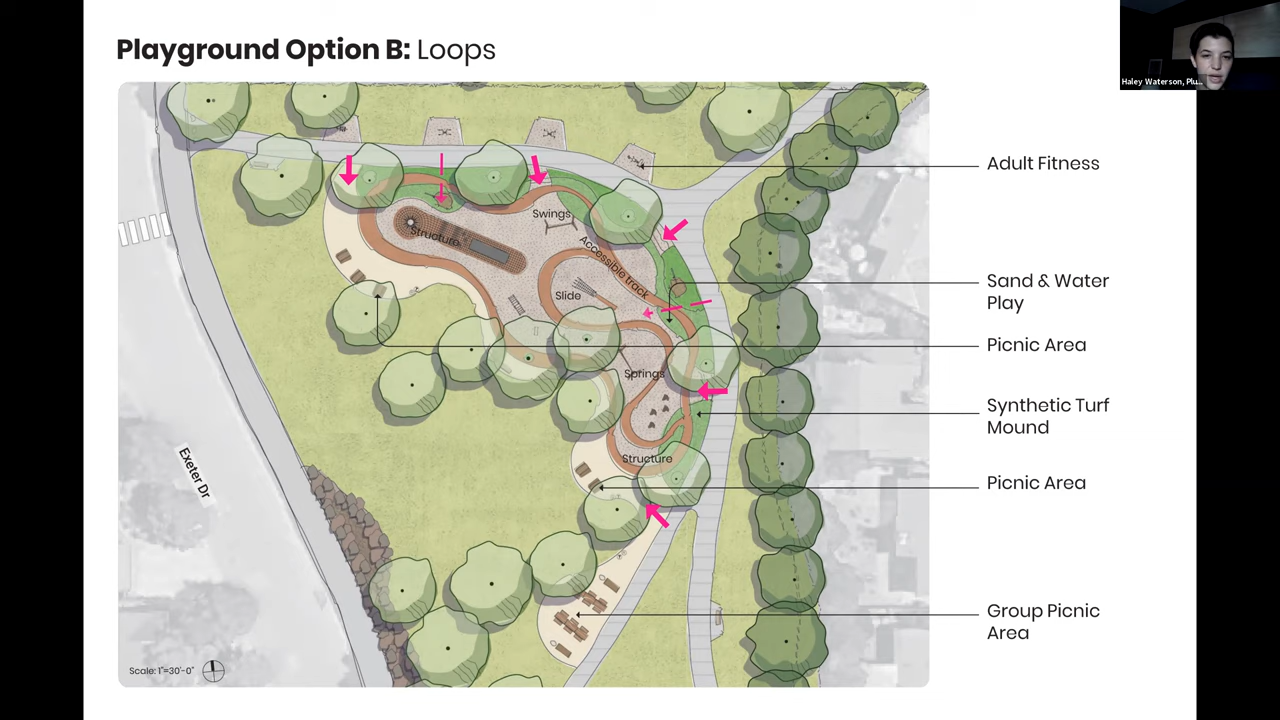 Playground Option B: Loops
Haley Waterson, Plu...
Adult Fitness
Swings
Structure
Accessible track
Sand & Water
Play
Slide
Picnic Area
Springs
Synthetic Turf
Mound
Structure
Exeter Dr
Picnic Area
Group Picnic
Area
Scale: 1"=30'-0"